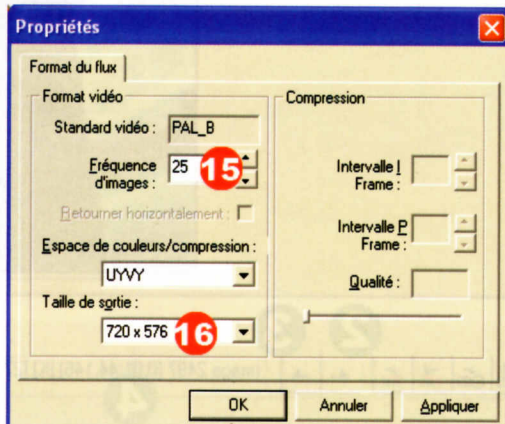 Propriétés
Format du flux
Format vidéo
Standard vidéo : PAL_B
Fréquence d'images : 25 15
Retourner horizontalement :
Espace de couleurs/compression :
UYVY
Taille de sortie :
720 x 576 16
Compression
Intervalle I Frame :
Intervalle P Frame :
Qualité :
OK Annuler Appliquer